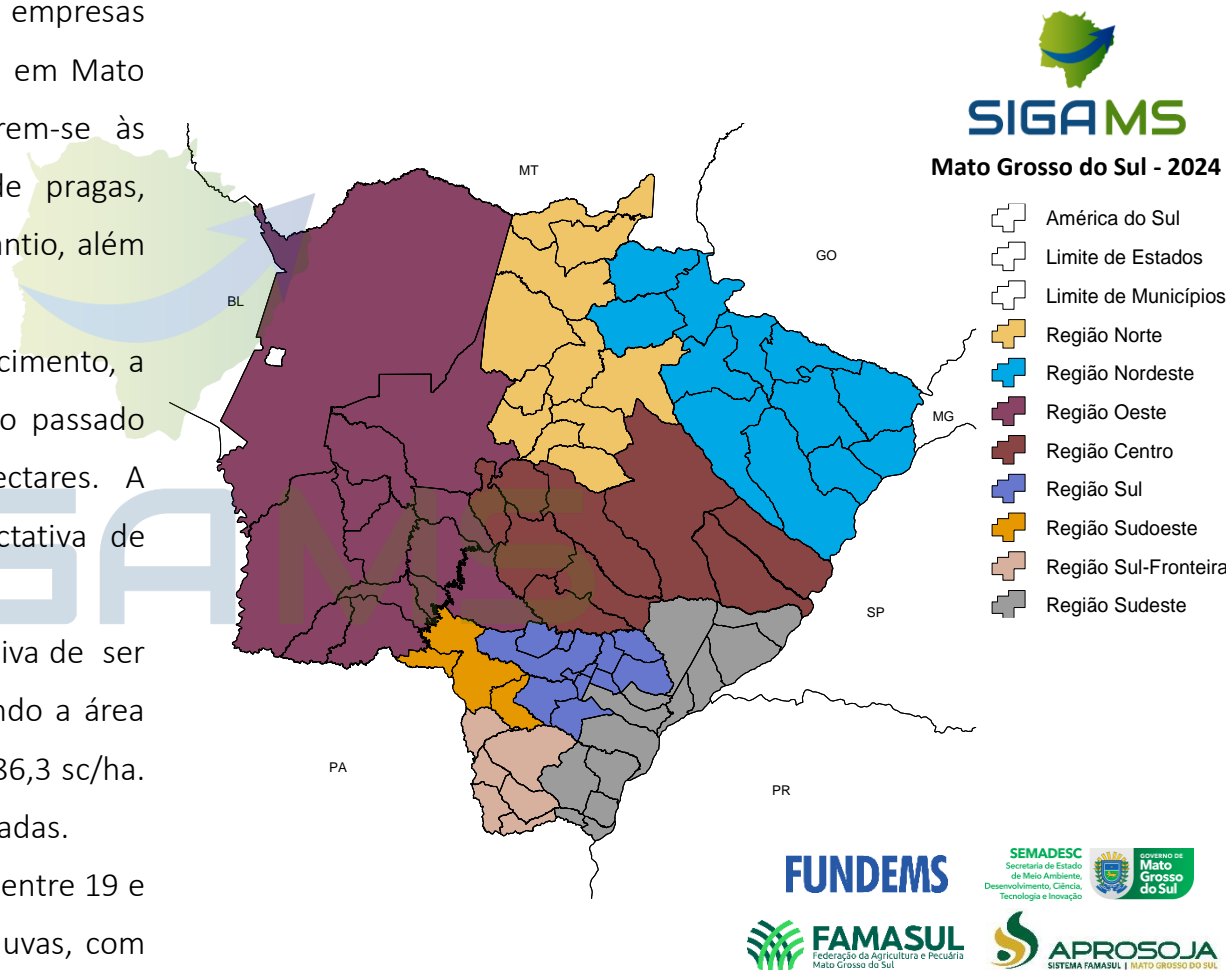 empresas
em Mato
rem-se às
de pragas,
antio, além
cimento, a
o passado
ectares. A
ctativa de
iva de ser
ndo a área
86,3 sc/ha.
adas.
entre 19 e
uvas, com
SIGAMS
MT
GO
BL
MG
SP
PA
PR
SIGAMS
Mato Grosso do Sul - 2024
América do Sul
Limite de Estados
Limite de Municípios
Região Norte
Região Nordeste
Região Oeste
Região Centro
Região Sul
Região Sudoeste
Região Sul-Fronteira
Região Sudeste
FUNDEMS
SEMADESC
Secretaria de Estado
de Meio Ambiente,
Desenvolvimento, Ciência,
Tecnologia e Inovação
GOVERNO DE
Mato
Grosso
do Sul
FAMASUL
Federação da Agricultura e Pecuária
Mato Grosso do Sul
APROSOJA
SISTEMA FAMASUL | MATO GROSSO DO SUL